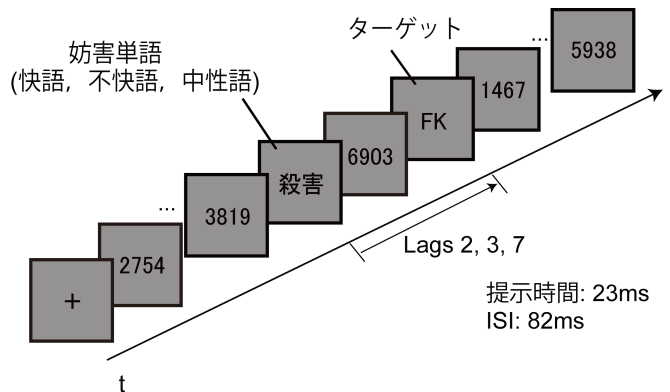 妨害単語
(快語，不快語，中性語)
ターゲット
+
2754
...
3819
殺害
6903
FK
1467
...
5938
Lags 2, 3, 7
提示時間: 23ms
ISI: 82ms
t